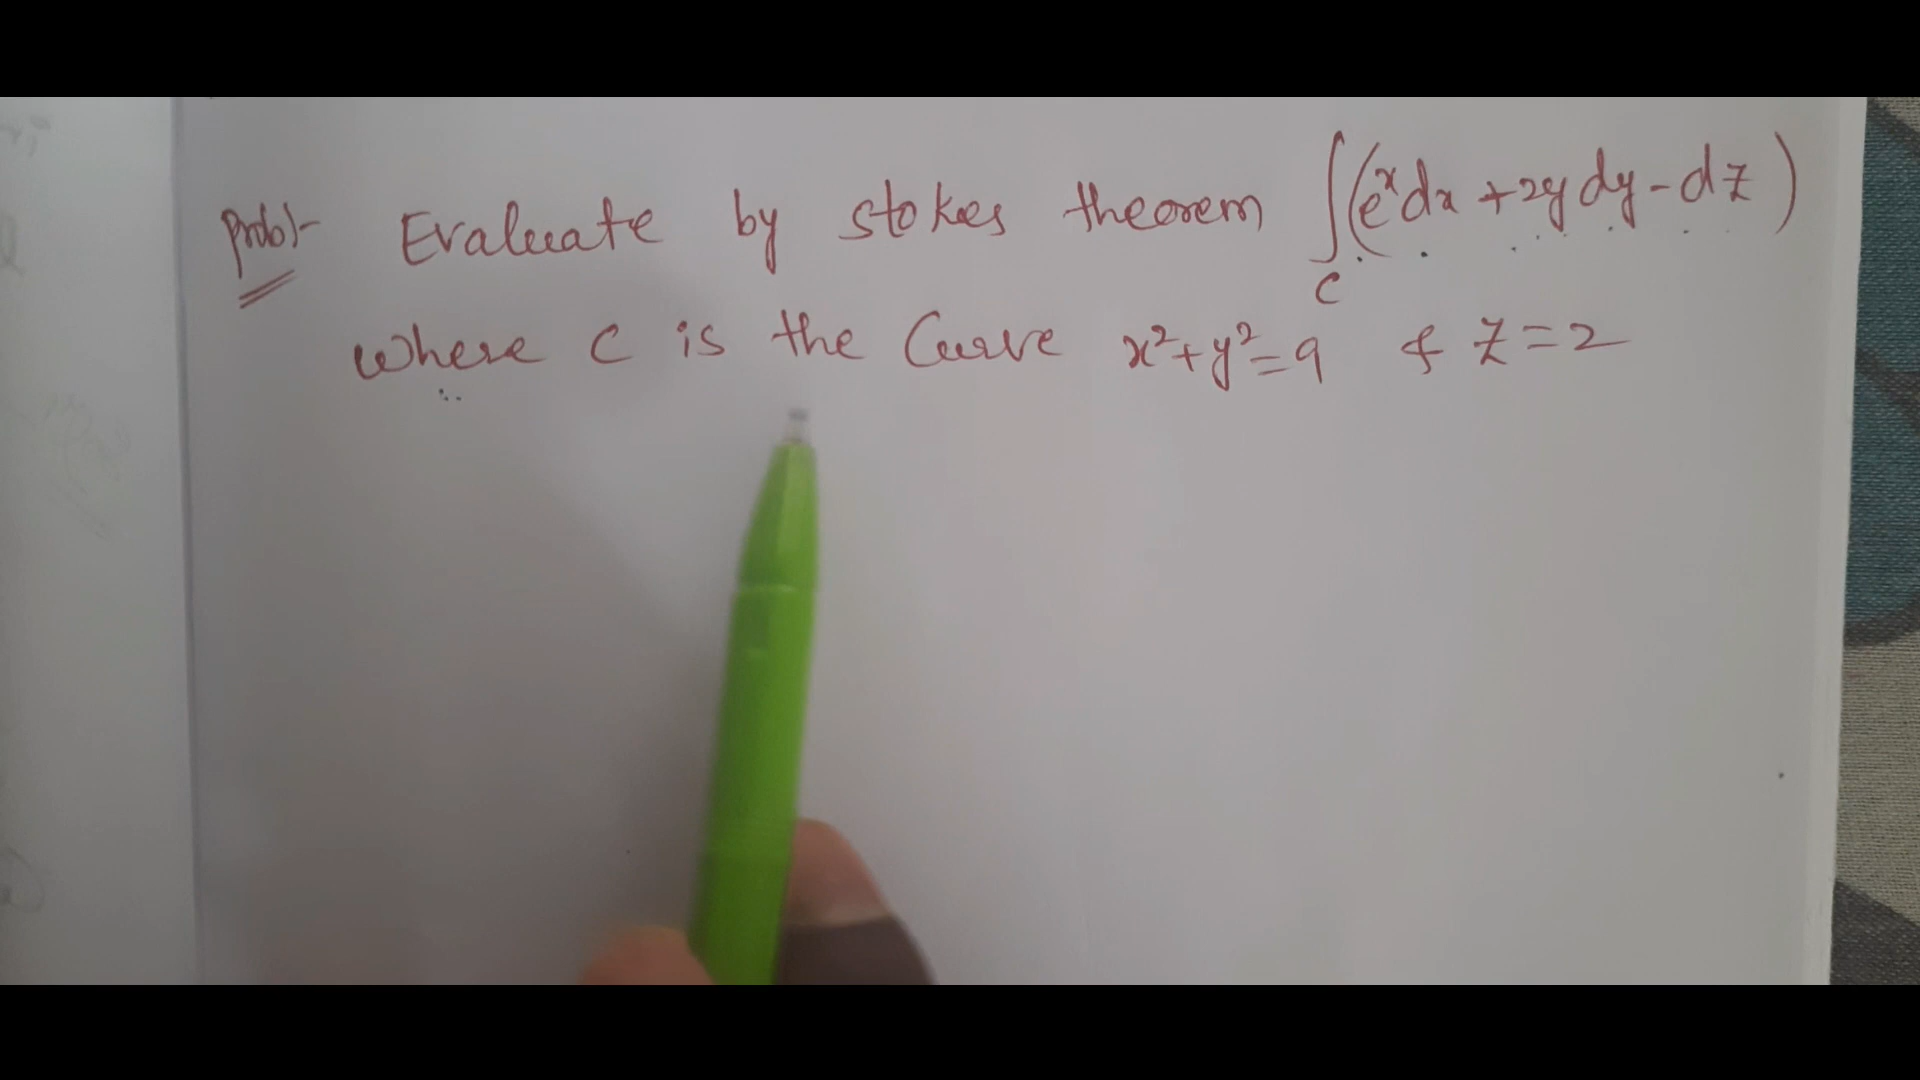 Prob:- Evaluate by stokes theorem ∫_C (e^x dx + 2y dy - dz)
where C is the Curve x² + y² = 9 & z = 2